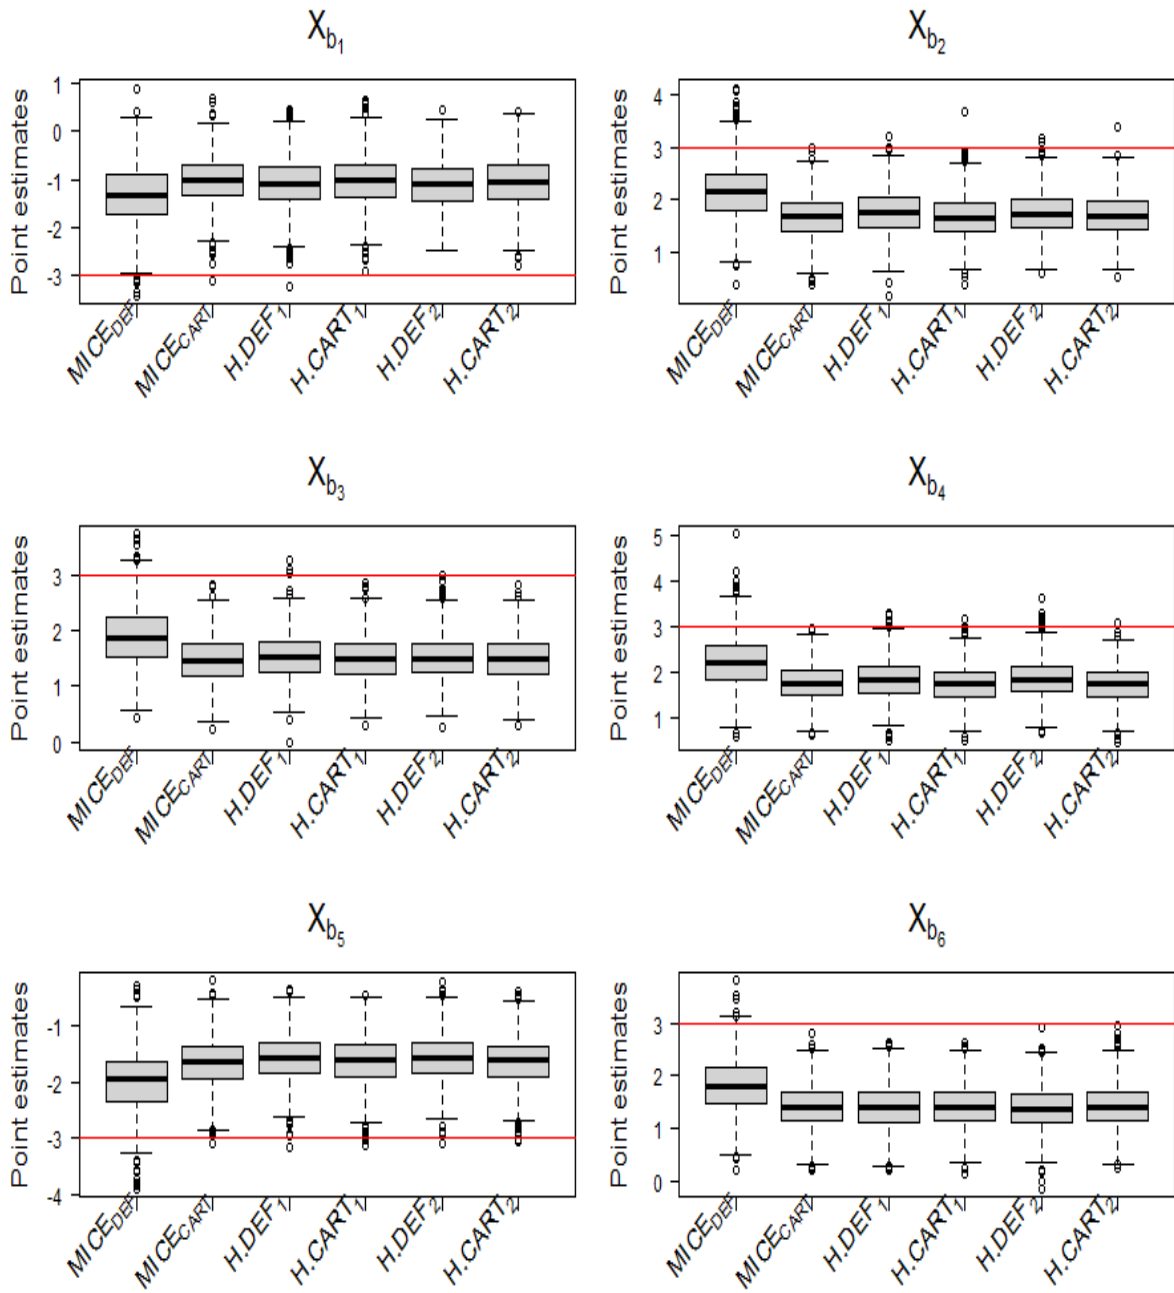 X_b1
Point estimates
1
0
-1
-2
-3
MICE_DEF
MICE_CART
H.DEF_1
H.CART_1
H.DEF_2
H.CART_2
X_b2
Point estimates
4
3
2
1
MICE_DEF
MICE_CART
H.DEF_1
H.CART_1
H.DEF_2
H.CART_2
X_b3
Point estimates
3
2
1
0
MICE_DEF
MICE_CART
H.DEF_1
H.CART_1
H.DEF_2
H.CART_2
X_b4
Point estimates
5
4
3
2
1
MICE_DEF
MICE_CART
H.DEF_1
H.CART_1
H.DEF_2
H.CART_2
X_b5
Point estimates
-1
-2
-3
-4
MICE_DEF
MICE_CART
H.DEF_1
H.CART_1
H.DEF_2
H.CART_2
X_b6
Point estimates
3
2
1
0
MICE_DEF
MICE_CART
H.DEF_1
H.CART_1
H.DEF_2
H.CART_2